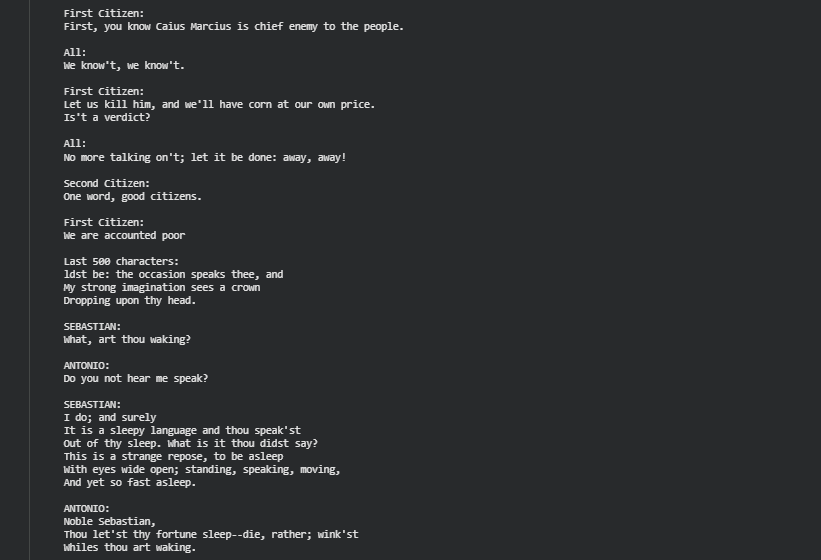 First Citizen:
First, you know Caius Marcius is chief enemy to the people.
All:
We know't, we know't.
First Citizen:
Let us kill him, and we'll have corn at our own price.
Is't a verdict?
All:
No more talking on't; let it be done: away, away!
Second Citizen:
One word, good citizens.
First Citizen:
We are accounted poor
Last 500 characters:
ldst be: the occasion speaks thee, and
My strong imagination sees a crown
Dropping upon thy head.
SEBASTIAN:
What, art thou waking?
ANTONIO:
Do you not hear me speak?
SEBASTIAN:
I do; and surely
It is a sleepy language and thou speak'st
Out of thy sleep. What is it thou didst say?
This is a strange repose, to be asleep
With eyes wide open; standing, speaking, moving,
And yet so fast asleep.
ANTONIO:
Noble Sebastian,
Thou let'st thy fortune sleep--die, rather; wink'st
Whiles thou art waking.